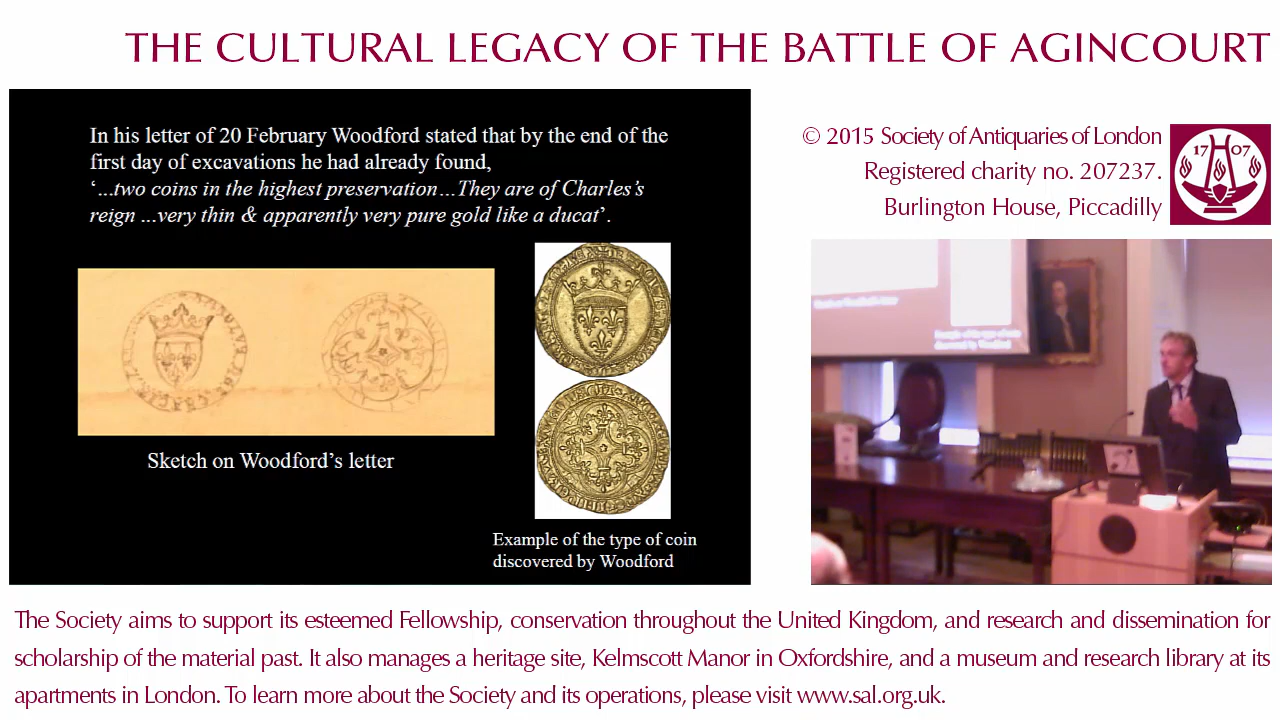 THE CULTURAL LEGACY OF THE BATTLE OF AGINCOURT
In his letter of 20 February Woodford stated that by the end of the
first day of excavations he had already found,
‘...two coins in the highest preservation...They are of Charles’s
reign ...very thin & apparently very pure gold like a ducat’.
Sketch on Woodford’s letter
Example of the type of coin
discovered by Woodford
© 2015 Society of Antiquaries of London
Registered charity no. 207237.
Burlington House, Piccadilly
17 07
The Society aims to support its esteemed Fellowship, conservation throughout the United Kingdom, and research and dissemination for
scholarship of the material past. It also manages a heritage site, Kelmscott Manor in Oxfordshire, and a museum and research library at its
apartments in London. To learn more about the Society and its operations, please visit www.sal.org.uk.